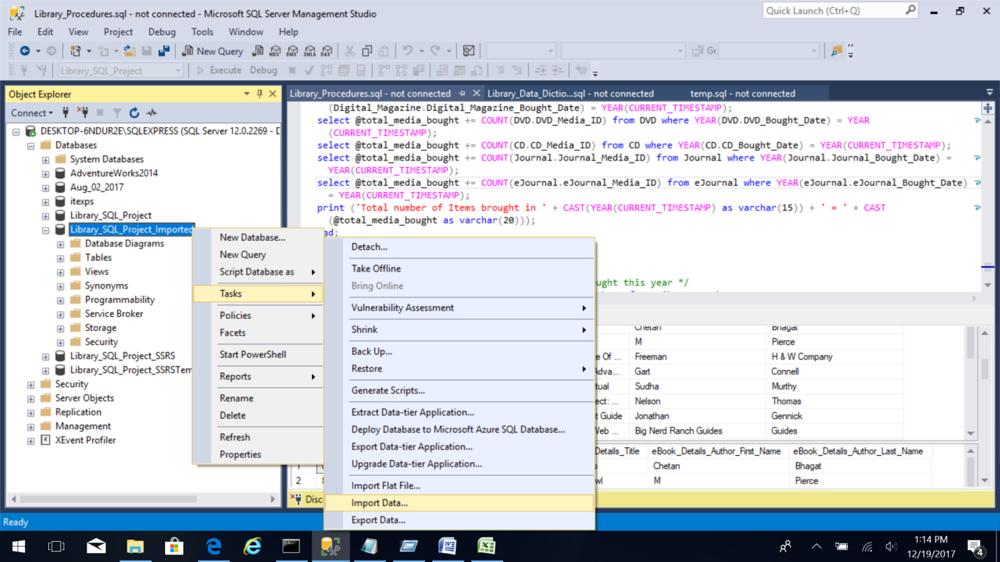 Library_Procedures.sql - not connected - Microsoft SQL Server Management Studio
Quick Launch (Ctrl+Q)
File Edit View Project Debug Tools Window Help
New Query MDX DMX XMLA DAX Ge
Library_SQL_Project Execute Debug
Object Explorer
Connect
DESKTOP-6NDUR2E\SQLEXPRESS (SQL Server 12.0.2269 - D
Databases
System Databases
AdventureWorks2014
Aug_02_2017
itexps
Library_SQL_Project
Library_SQL_Project_Imported
Database Diagrams
Tables
Views
Synonyms
Programmability
Service Broker
Storage
Security
Library_SQL_Project_SSRS
Library_SQL_Project_SSRSTem
Security
Server Objects
Replication
Management
XEvent Profiler
Library_Procedures.sql - not connected Library_Data_Dictio...sql - not connected temp.sql - not connected
(Digital_Magazine.Digital_Magazine_Bought_Date) = YEAR(CURRENT_TIMESTAMP);
select @total_media_bought += COUNT(DVD.DVD_Media_ID) from DVD where YEAR(DVD.DVD_Bought_Date) = YEAR
(CURRENT_TIMESTAMP);
select @total_media_bought += COUNT(CD.CD_Media_ID) from CD where YEAR(CD.CD_Bought_Date) = YEAR(CURRENT_TIMESTAMP);
select @total_media_bought += COUNT(Journal.Journal_Media_ID) from Journal where YEAR(Journal.Journal_Bought_Date) =
YEAR(CURRENT_TIMESTAMP);
select @total_media_bought += COUNT(eJournal.eJournal_Media_ID) from eJournal where YEAR(eJournal.eJournal_Bought_Date)
= YEAR(CURRENT_TIMESTAMP);
print ('Total number of Items brought in ' + CAST(YEAR(CURRENT_TIMESTAMP) as varchar(15)) + ' = ' + CAST
(@total_media_bought as varchar(20)));
nd;
ught this year */
New Database...
New Query
Script Database as
Tasks
Policies
Facets
Start PowerShell
Reports
Rename
Delete
Refresh
Properties
Detach...
Take Offline
Bring Online
Vulnerability Assessment
Shrink
Back Up...
Restore
Generate Scripts...
Extract Data-tier Application...
Deploy Database to Microsoft Azure SQL Database...
Export Data-tier Application...
Upgrade Data-tier Application...
Import Flat File...
Import Data...
Export Data...
Chetan Bhagat
M Pierce
e Of ... Freeman H & W Company
Adva... Gart Connell
tual Sudha Murthy
ect: ... Nelson Thomas
t Guide Jonathan Gennick
Web ... Big Nerd Ranch Guides Guides
Details_Title eBook_Details_Author_First_Name eBook_Details_Author_Last_Name
1 s Chetan Bhagat
2 wl M Pierce
Disc
Ready
1:14 PM
12/19/2017
4